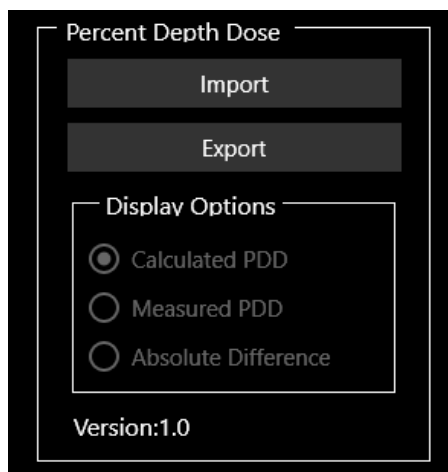 Percent Depth Dose
Import
Export
Display Options
Calculated PDD
Measured PDD
Absolute Difference
Version:1.0